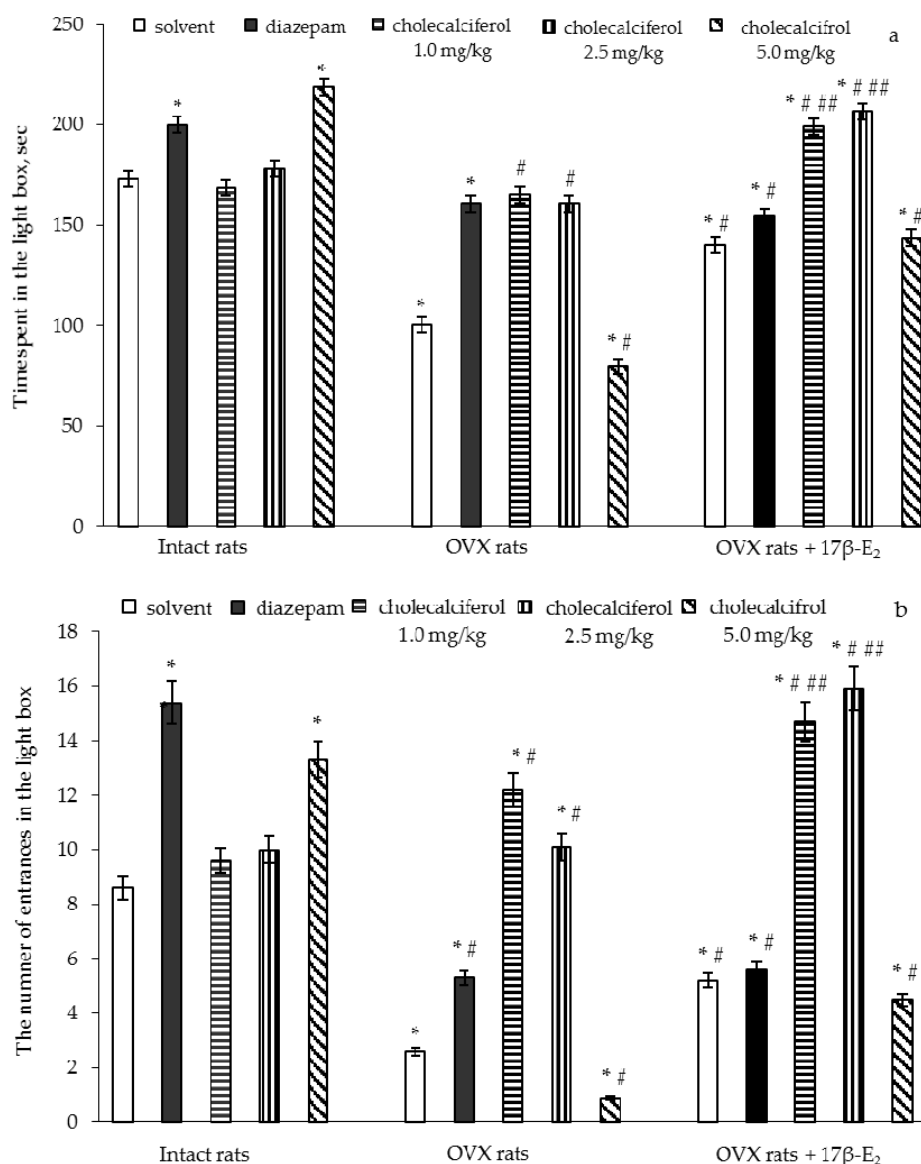 solvent diazepam cholecalciferol cholecalciferol cholecalcifrol a
1.0 mg/kg 2.5 mg/kg 5.0 mg/kg
Timespent in the light box, sec
250
200
150
100
50
0
* * * # # * # * # * # * # ## * # ## * #
Intact rats OVX rats OVX rats + 17β-E₂
solvent diazepam cholecalciferol cholecalciferol cholecalcifrol b
1.0 mg/kg 2.5 mg/kg 5.0 mg/kg
The numner of entrances in the light box
18
16
14
12
10
8
6
4
2
0
* * * * * # * # * # * # * # * # * # ## * # ## * #
Intact rats OVX rats OVX rats + 17β-E₂